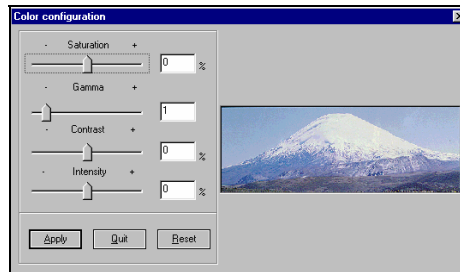 Color configuration
- Saturation +
0 %
- Gamma +
1
- Contrast +
0 %
- Intensity +
0 %
Apply Quit Reset